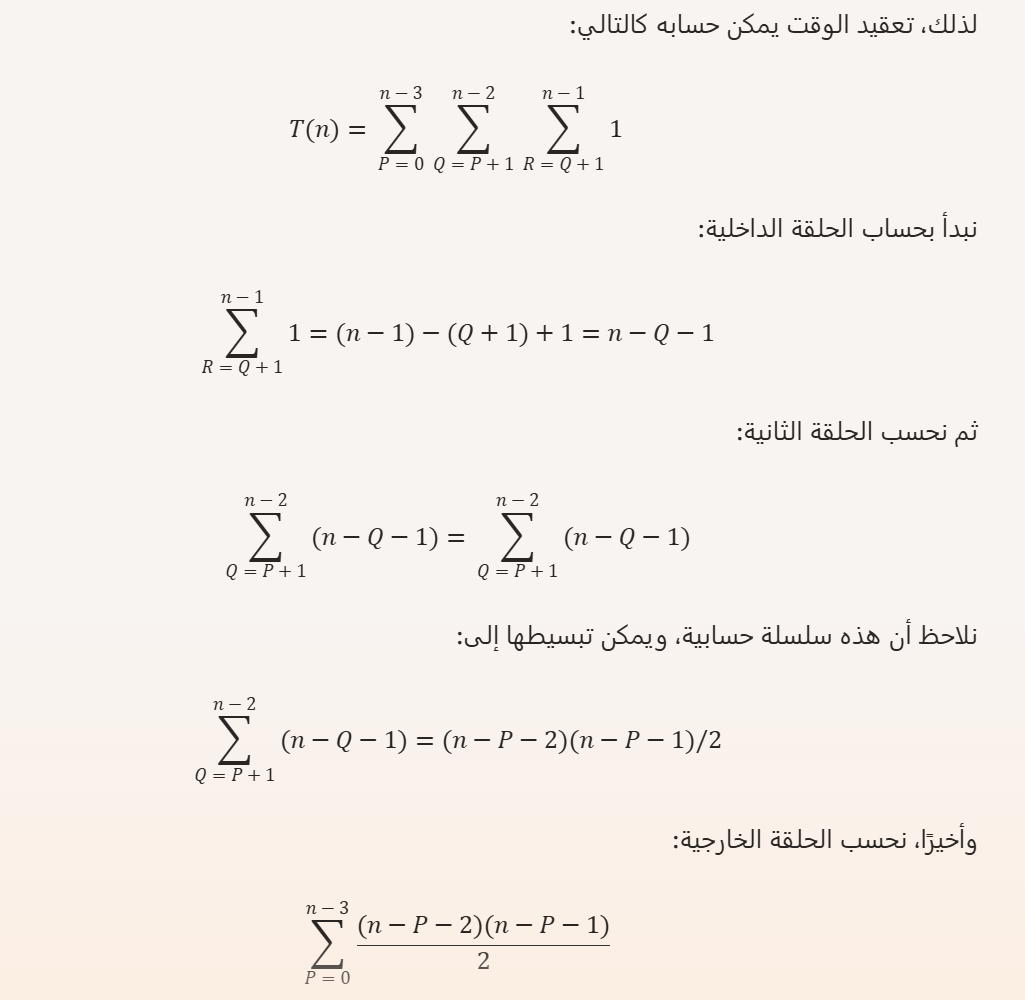 لذلك، تعقيد الوقت يمكن حسابه كالتالي:
T(n) = \sum_{P=0}^{n-3} \sum_{Q=P+1}^{n-2} \sum_{R=Q+1}^{n-1} 1
نبدأ بحساب الحلقة الداخلية:
\sum_{R=Q+1}^{n-1} 1 = (n − 1) − (Q + 1) + 1 = n − Q − 1
ثم نحسب الحلقة الثانية:
\sum_{Q=P+1}^{n-2} (n − Q − 1) = \sum_{Q=P+1}^{n-2} (n − Q − 1)
نلاحظ أن هذه سلسلة حسابية، ويمكن تبسيطها إلى:
\sum_{Q=P+1}^{n-2} (n − Q − 1) = (n − P − 2)(n − P − 1)/2
وأخيرًا، نحسب الحلقة الخارجية:
\sum_{P=0}^{n-3} \frac{(n − P − 2)(n − P − 1)}{2}